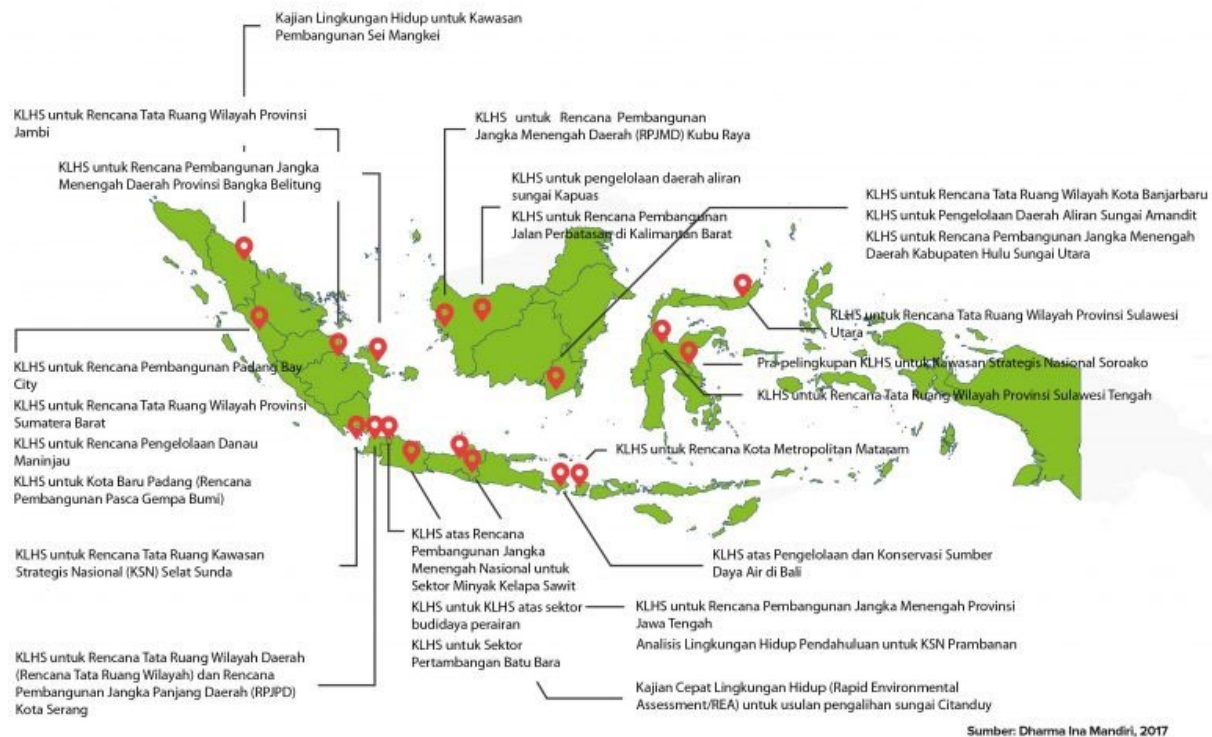 Kajian Lingkungan Hidup untuk Kawasan
Pembangunan Sei Mangkei
KLHS untuk Rencana Tata Ruang Wilayah Provinsi
Jambi
KLHS untuk Rencana Pembangunan Jangka
Menengah Daerah Provinsi Bangka Belitung
KLHS untuk Rencana Pembangunan
Jangka Menengah Daerah (RPJMD) Kubu Raya
KLHS untuk pengelolaan daerah aliran
sungai Kapuas
KLHS untuk Rencana Pembangunan
Jalan Perbatasan di Kalimantan Barat
KLHS untuk Rencana Tata Ruang Wilayah Kota Banjarbaru
KLHS untuk Pengelolaan Daerah Aliran Sungai Amandit
KLHS untuk Rencana Pembangunan Jangka Menengah
Daerah Kabupaten Hulu Sungai Utara
KLHS untuk Rencana Tata Ruang Wilayah Provinsi Sulawesi
Utara
Pra-pelingkupan KLHS untuk Kawasan Strategis Nasional Soroako
KLHS untuk Rencana Tata Ruang Wilayah Provinsi Sulawesi Tengah
KLHS untuk Rencana Pembangunan Padang Bay
City
KLHS untuk Rencana Tata Ruang Wilayah Provinsi
Sumatera Barat
KLHS untuk Rencana Pengelolaan Danau
Maninjau
KLHS untuk Kota Baru Padang (Rencana
Pembangunan Pasca Gempa Bumi)
KLHS untuk Rencana Kota Metropolitan Matasam
KLHS untuk Rencana Tata Ruang Kawasan
Strategis Nasional (KSN) Selat Sunda
KLHS atas Rencana
Pembangunan Jangka
Menengah Nasional untuk
Sektor Minyak Kelapa Sawit
KLHS untuk KLHS atas sektor
budidaya perairan
KLHS untuk Sektor
Pertambangan Batu Bara
KLHS atas Pengelolaan dan Konservasi Sumber
Daya Air di Bali
KLHS untuk Rencana Pembangunan Jangka Menengah Provinsi
Jawa Tengah
Analisis Lingkungan Hidup Pendahuluan untuk KSN Prambanan
KLHS untuk Rencana Tata Ruang Wilayah Daerah
(Rencana Tata Ruang Wilayah) dan Rencana
Pembangunan Jangka Panjang Daerah (RPJPD)
Kota Serang
Kajian Cepat Lingkungan Hidup (Rapid Environmental
Assessment/REA) untuk usulan pengalihan sungai Citanduy
Sumber: Dharma Ina Mandiri, 2017